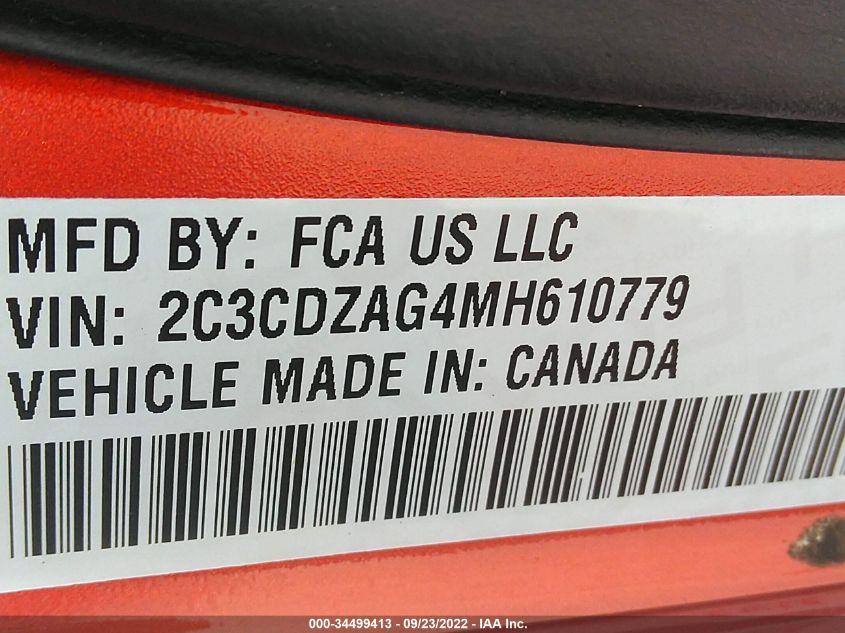 MFD BY: FCA US LLC
VIN: 2C3CDZAG4MH610779
VEHICLE MADE IN: CANADA
000-34499413 - 09/23/2022 - IAA Inc.